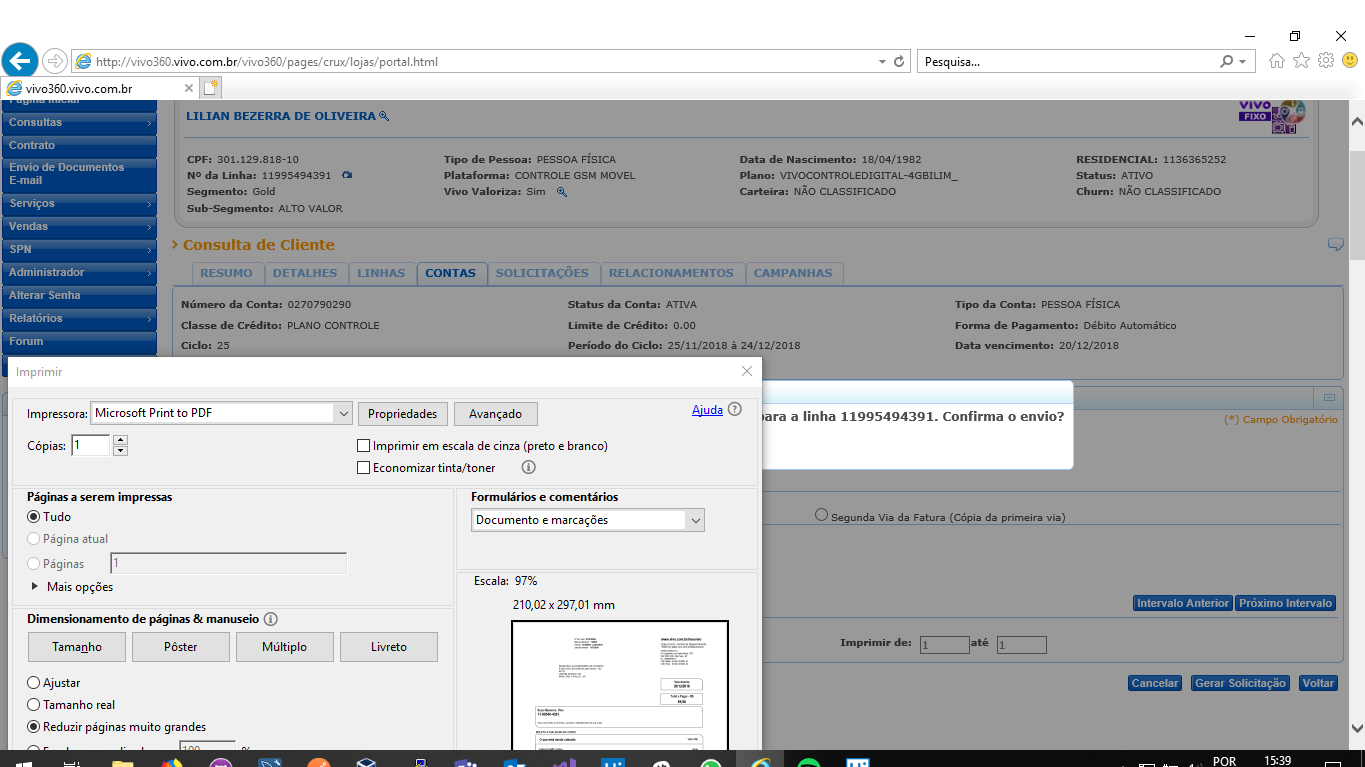 http://vivo360.vivo.com.br/vivo360/pages/crux/lojas/portal.html
Pesquisa...
vivo360.vivo.com.br
Página Inicial
Consultas
Contrato
Envio de Documentos
E-mail
Serviços
Vendas
SPN
Administrador
Alterar Senha
Relatórios
Forum
LILIAN BEZERRA DE OLIVEIRA
vivo
FIXO
CPF: 301.129.818-10
Tipo de Pessoa: PESSOA FÍSICA
Data de Nascimento: 18/04/1982
RESIDENCIAL: 1136365252
Nº da Linha: 11995494391
Plataforma: CONTROLE GSM MOVEL
Plano: VIVOCONTROLEDIGITAL-4GBILIM_
Status: ATIVO
Segmento: Gold
Vivo Valoriza: Sim
Carteira: NÃO CLASSIFICADO
Churn: NÃO CLASSIFICADO
Sub-Segmento: ALTO VALOR
Consulta de Cliente
RESUMO
DETALHES
LINHAS
CONTAS
SOLICITAÇÕES
RELACIONAMENTOS
CAMPANHAS
Número da Conta: 0270790290
Status da Conta: ATIVA
Tipo da Conta: PESSOA FÍSICA
Classe de Crédito: PLANO CONTROLE
Limite de Crédito: 0.00
Forma de Pagamento: Débito Automático
Ciclo: 25
Período do Ciclo: 25/11/2018 à 24/12/2018
Data vencimento: 20/12/2018
para a linha 11995494391. Confirma o envio?
(*) Campo Obrigatório
Segunda Via da Fatura (Cópia da primeira via)
Intervalo Anterior
Próximo Intervalo
Imprimir de: 1 até 1
Cancelar
Gerar Solicitação
Voltar
Imprimir
Impressora: Microsoft Print to PDF
Propriedades
Avançado
Ajuda
Cópias: 1
Imprimir em escala de cinza (preto e branco)
Economizar tinta/toner
Páginas a serem impressas
Tudo
Página atual
Páginas 1
Mais opções
Formulários e comentários
Documento e marcações
Escala: 97%
210,02 x 297,01 mm
Dimensionamento de páginas & manuseio
Tamanho
Pôster
Múltiplo
Livreto
Ajustar
Tamanho real
Reduzir páginas muito grandes
100 %
POR
15:39